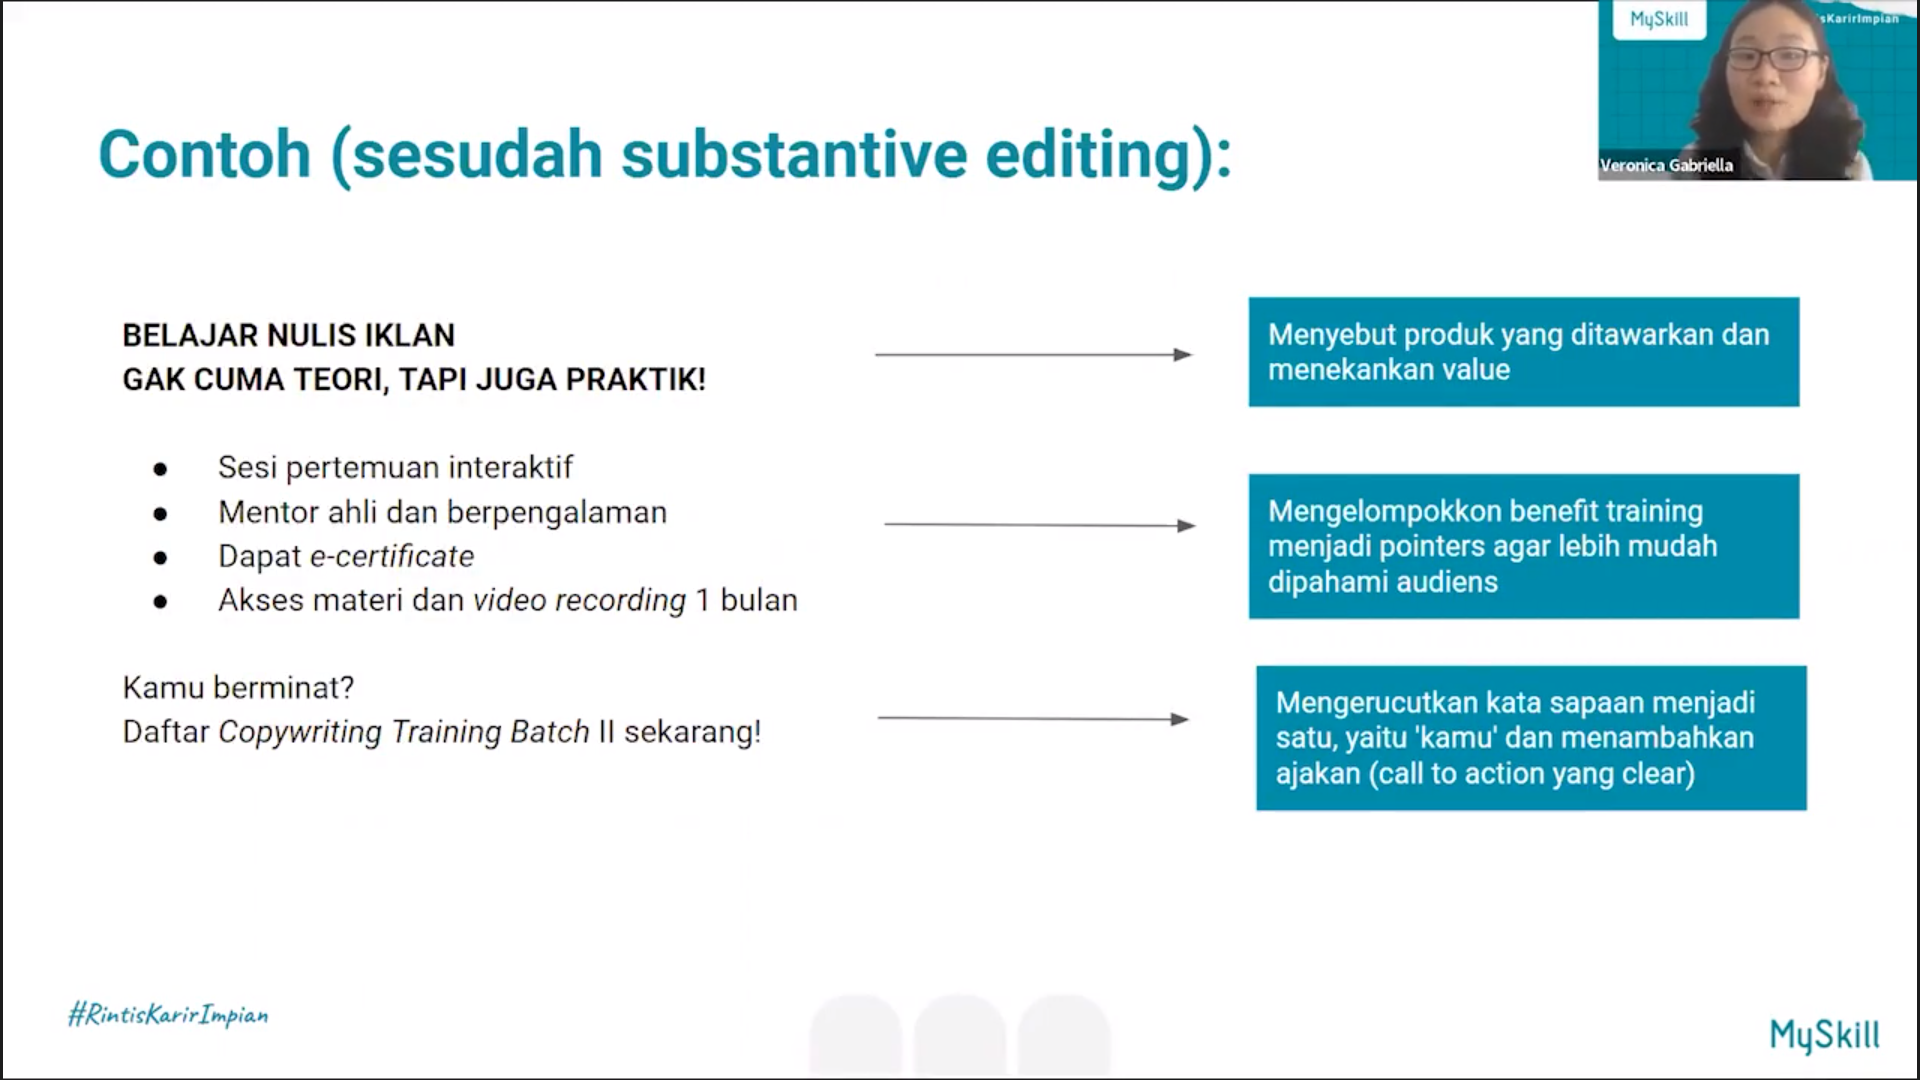 MySkill
sKarirImpian
Veronica Gabriella
Contoh (sesudah substantive editing):
BELAJAR NULIS IKLAN
GAK CUMA TEORI, TAPI JUGA PRAKTIK!
Menyebut produk yang ditawarkan dan
menekankan value
● Sesi pertemuan interaktif
● Mentor ahli dan berpengalaman
● Dapat e-certificate
● Akses materi dan video recording 1 bulan
Mengelompokkon benefit training
menjadi pointers agar lebih mudah
dipahami audiens
Kamu berminat?
Daftar Copywriting Training Batch II sekarang!
Mengerucutkan kata sapaan menjadi
satu, yaitu 'kamu' dan menambahkan
ajakan (call to action yang clear)
#RintisKarirImpian
MySkill